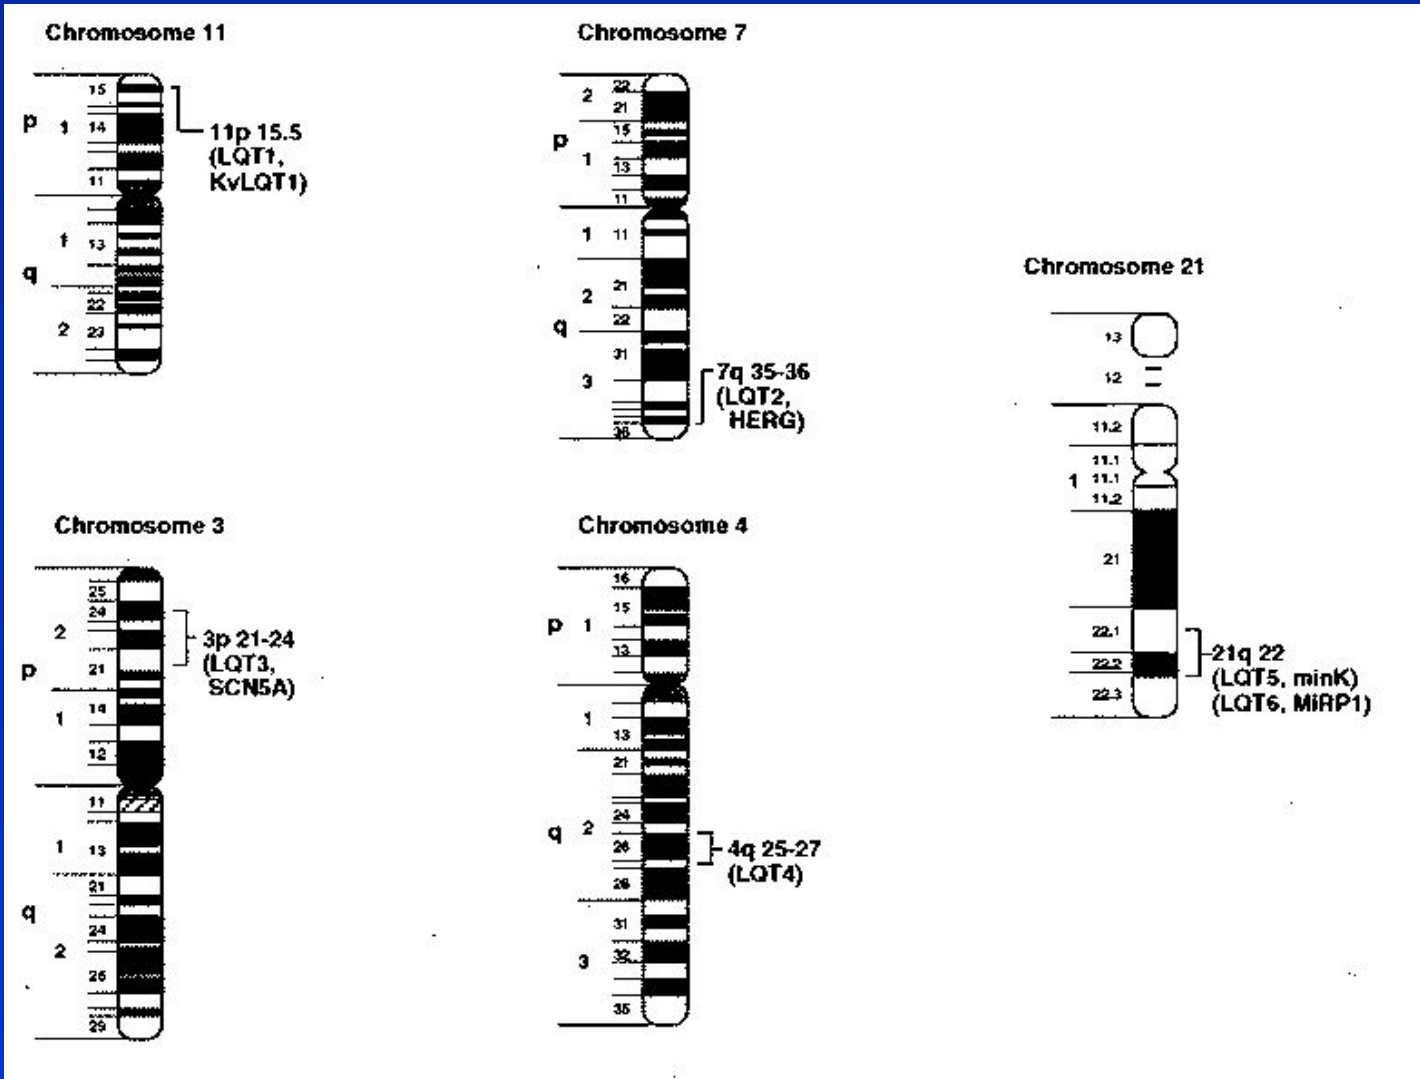 Chromosome 11
15
p 1 14
11
11p 15.5
(LQT1,
KvLQT1)
1 13
q
22
2 23
Chromosome 7
22
2
21
15
p
1
13
11
1 11
21
2
22
q
31
3
36
7q 35-36
(LQT2,
HERG)
Chromosome 21
13
12
11.2
11.1
1 11.1
11.2
21
22.1
22.2
22.3
21q 22
(LQT5, minK)
(LQT6, MiRP1)
Chromosome 3
25
24
2
21
p
14
1
12
3p 21-24
(LQT3,
SCN5A)
11
1 13
21
q
24
2
26
29
Chromosome 4
16
15
p 1
13
1
13
21
24
q 2
26
28
31
3 32
35
4q 25-27
(LQT4)